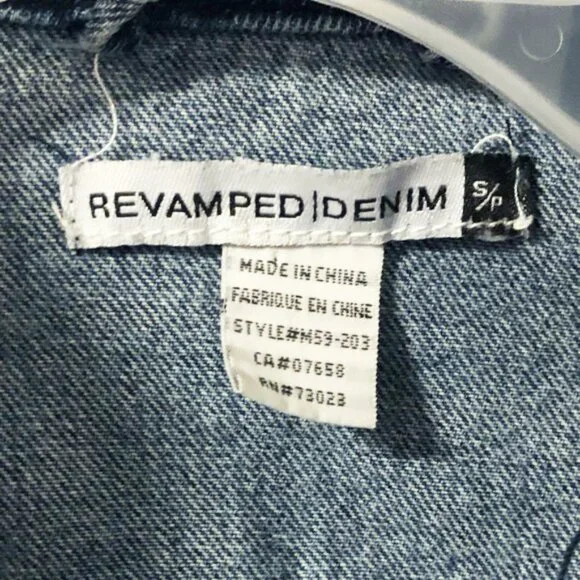 REVAMPED|DENIM
S/P
MADE IN CHINA
FABRIQUE EN CHINE
STYLE#M59-203
CA#07658
RN#73023